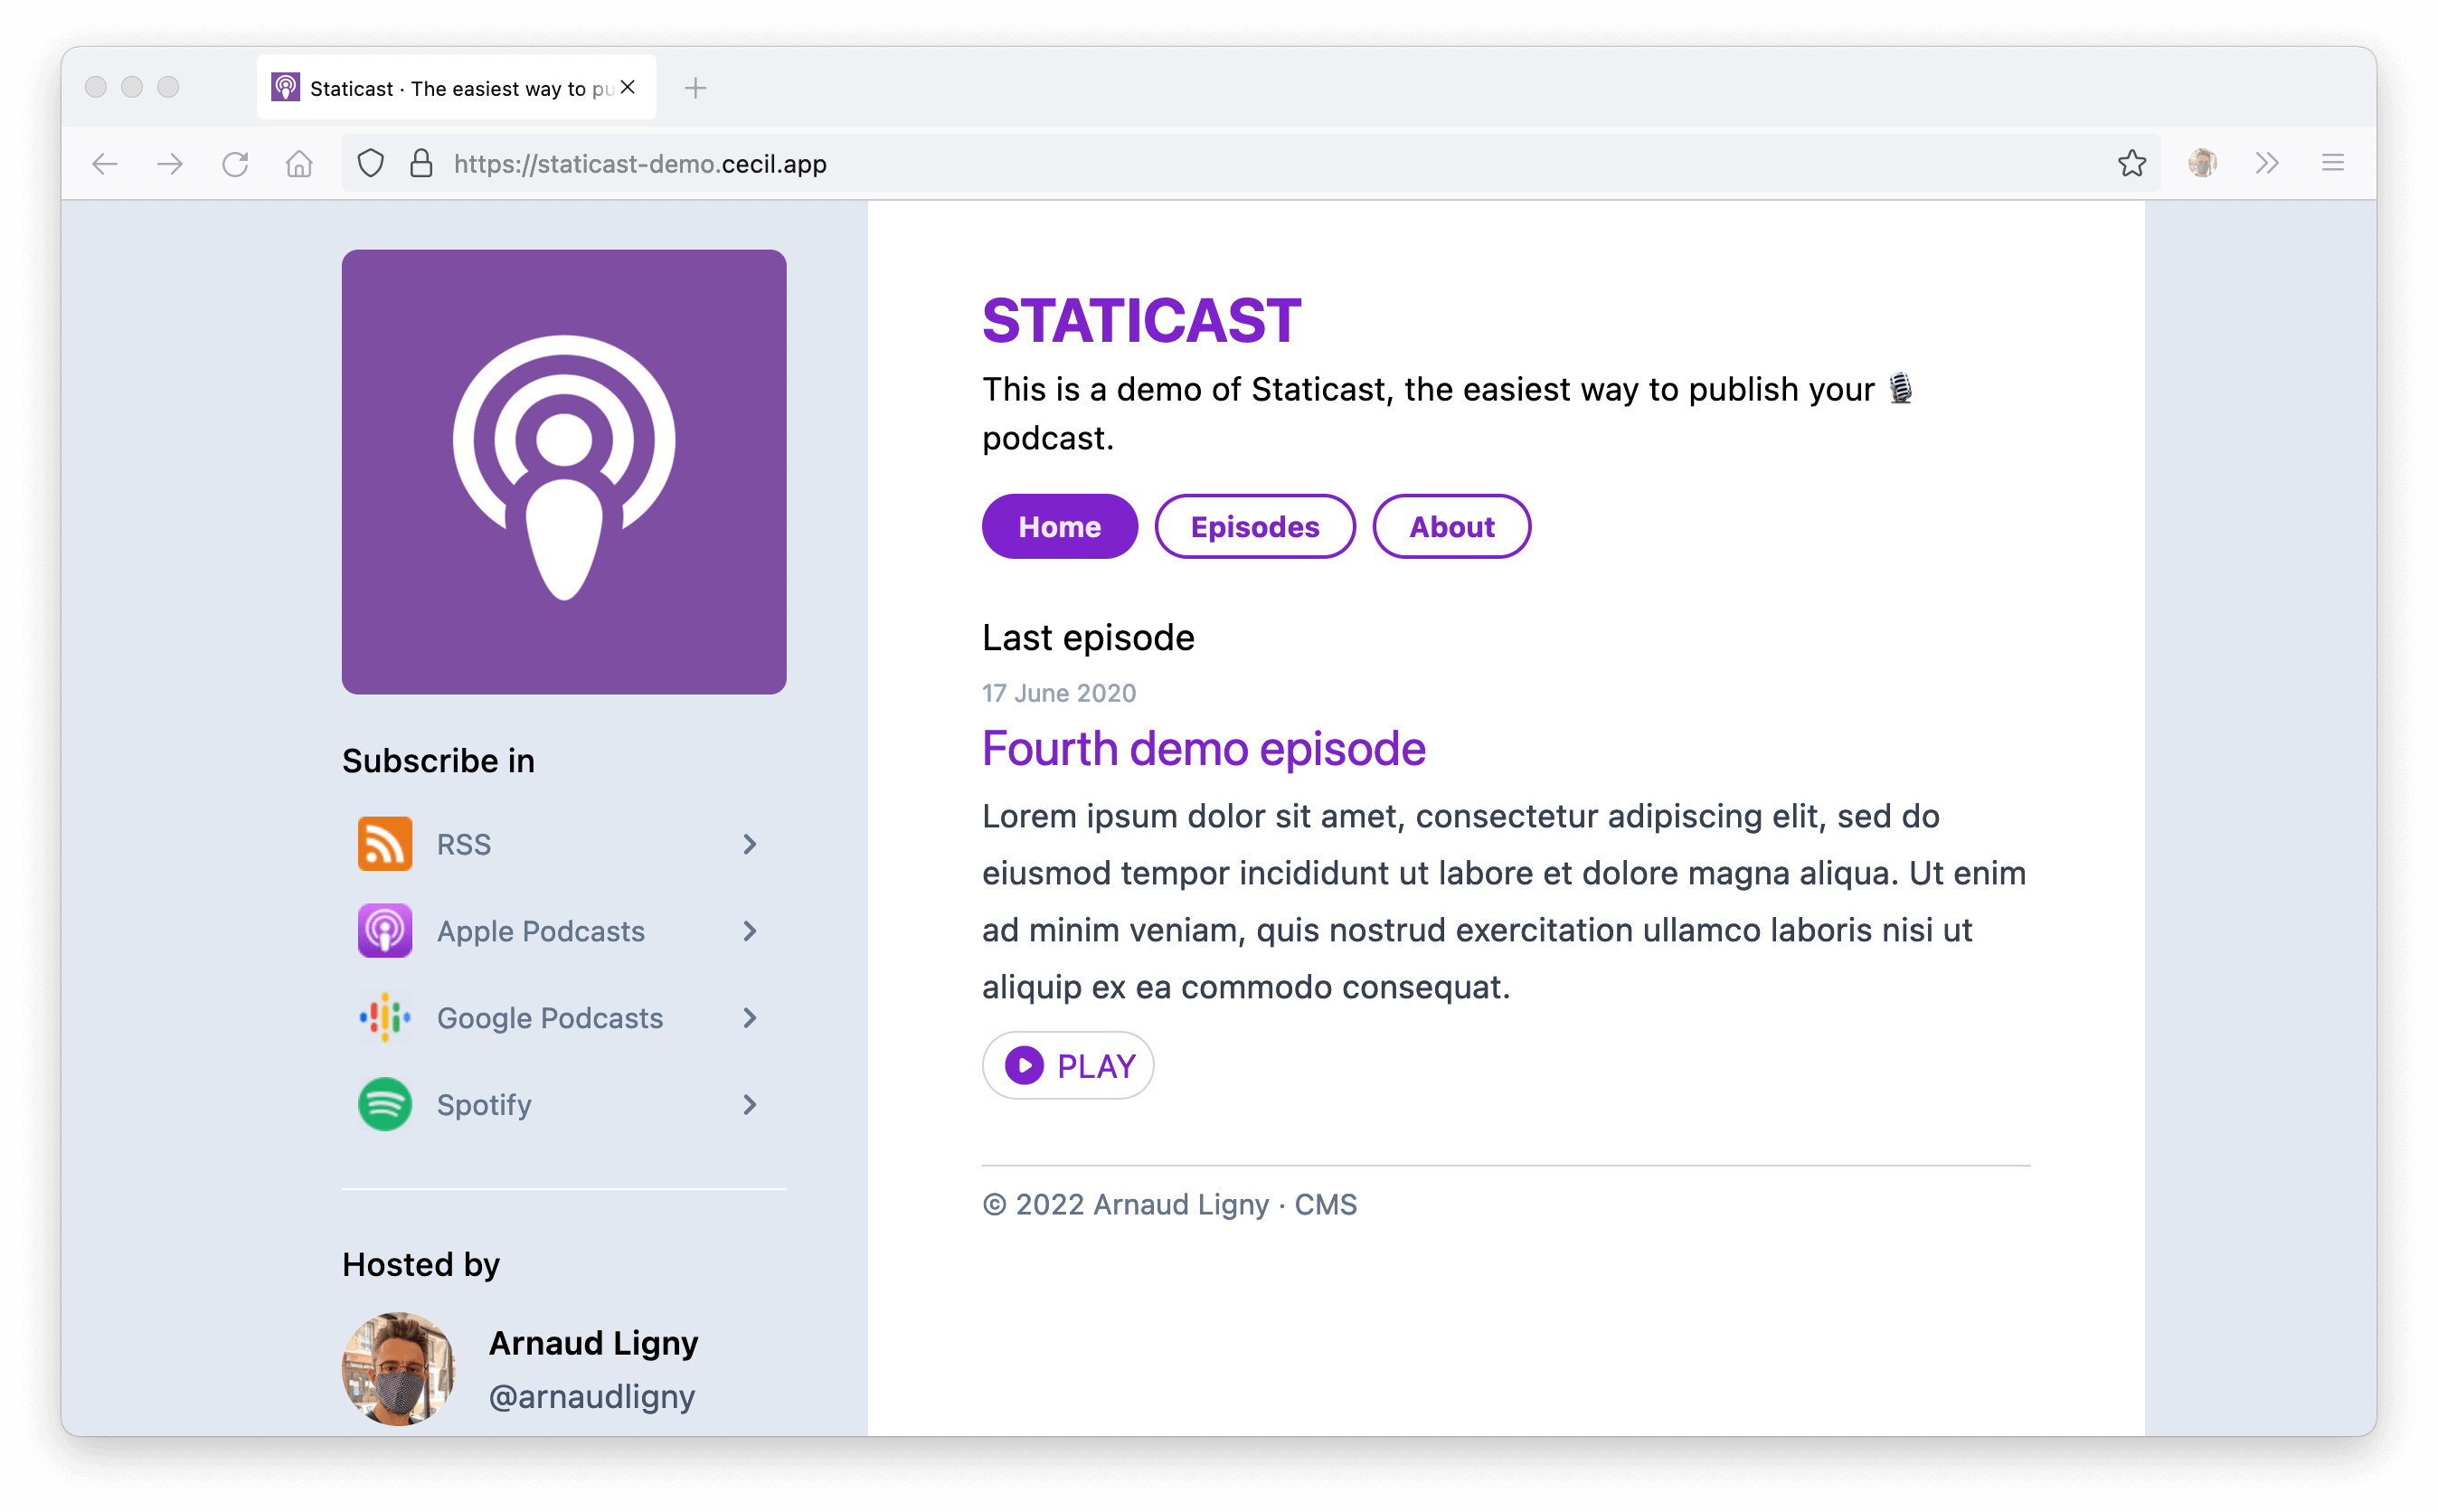 Staticast · The easiest way to pu
https://staticast-demo.cecil.app
STATICAST
This is a demo of Staticast, the easiest way to publish your 🎙
podcast.
Home
Episodes
About
Last episode
17 June 2020
Fourth demo episode
Lorem ipsum dolor sit amet, consectetur adipiscing elit, sed do
eiusmod tempor incididunt ut labore et dolore magna aliqua. Ut enim
ad minim veniam, quis nostrud exercitation ullamco laboris nisi ut
aliquip ex ea commodo consequat.
PLAY
© 2022 Arnaud Ligny · CMS
Subscribe in
RSS
Apple Podcasts
Google Podcasts
Spotify
Hosted by
Arnaud Ligny
@arnaudligny